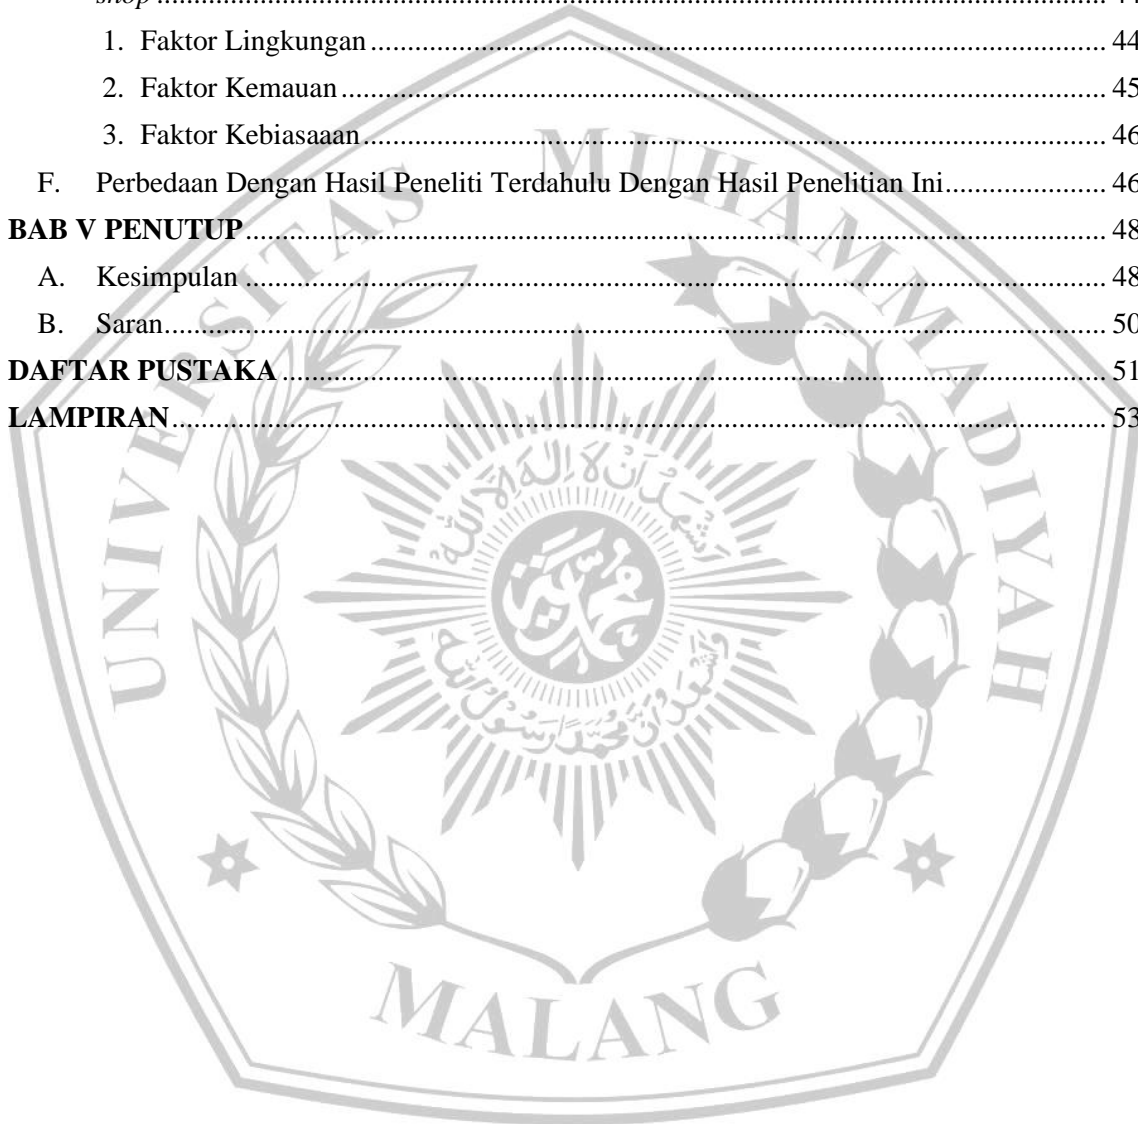 shop ........ 44
1. Faktor Lingkungan ........ 44
2. Faktor Kemauan ........ 45
3. Faktor Kebiasaaan ........ 46
F. Perbedaan Dengan Hasil Peneliti Terdahulu Dengan Hasil Penelitian Ini ........ 46
BAB V PENUTUP ........ 48
A. Kesimpulan ........ 48
B. Saran ........ 50
DAFTAR PUSTAKA ........ 51
LAMPIRAN ........ 53
UNIVERSITAS MUHAMMADIYAH
MALANG